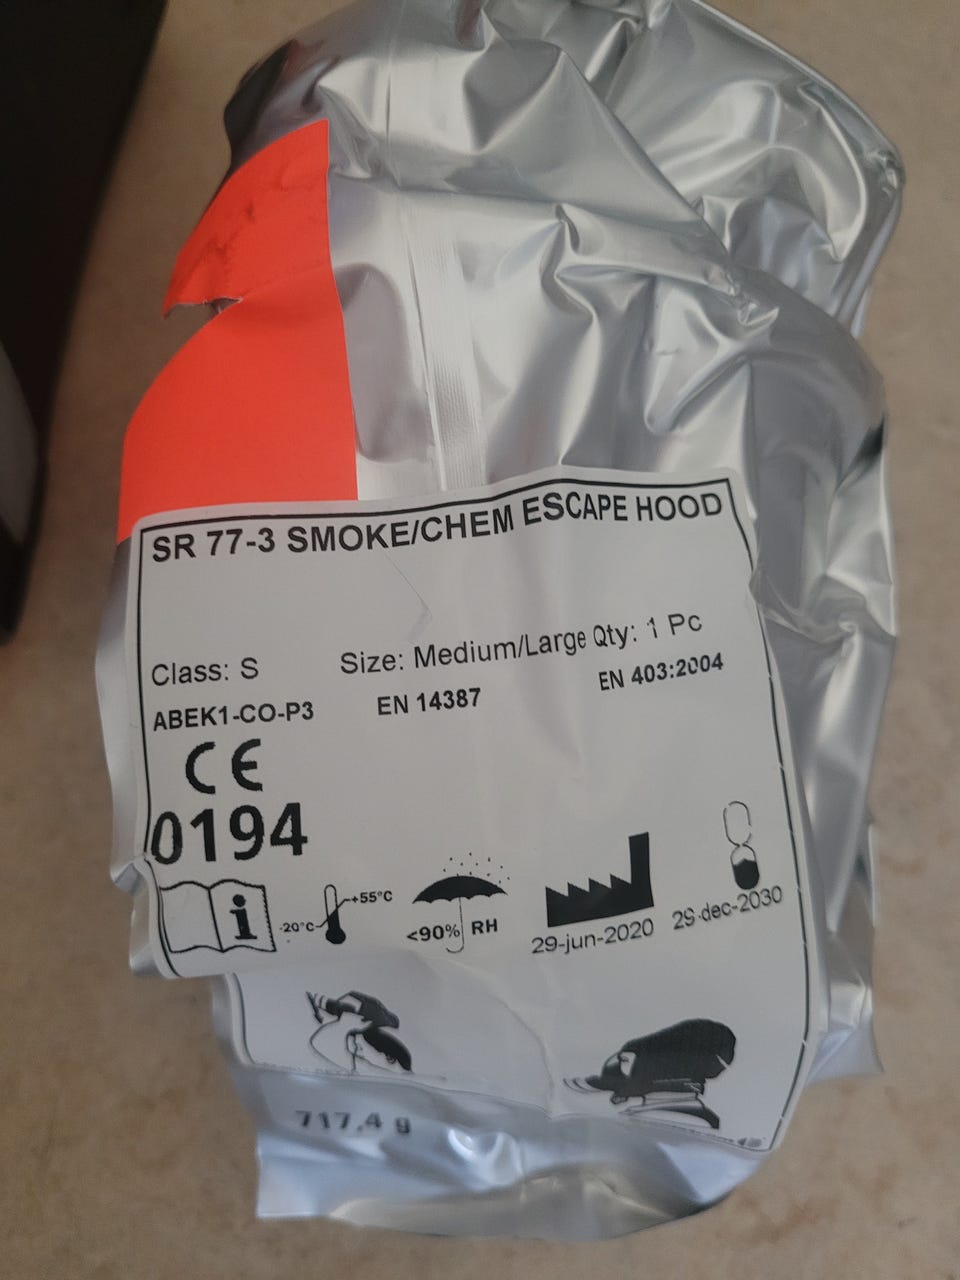 SR 77-3 SMOKE/CHEM ESCAPE HOOD
Class: S Size: Medium/Large Qty: 1 Pc
ABEK1-CO-P3 EN 14387 EN 403:2004
CE
0194
i -20°C +55°C <90% RH
29-jun-2020 29-dec-2030
717,4 g